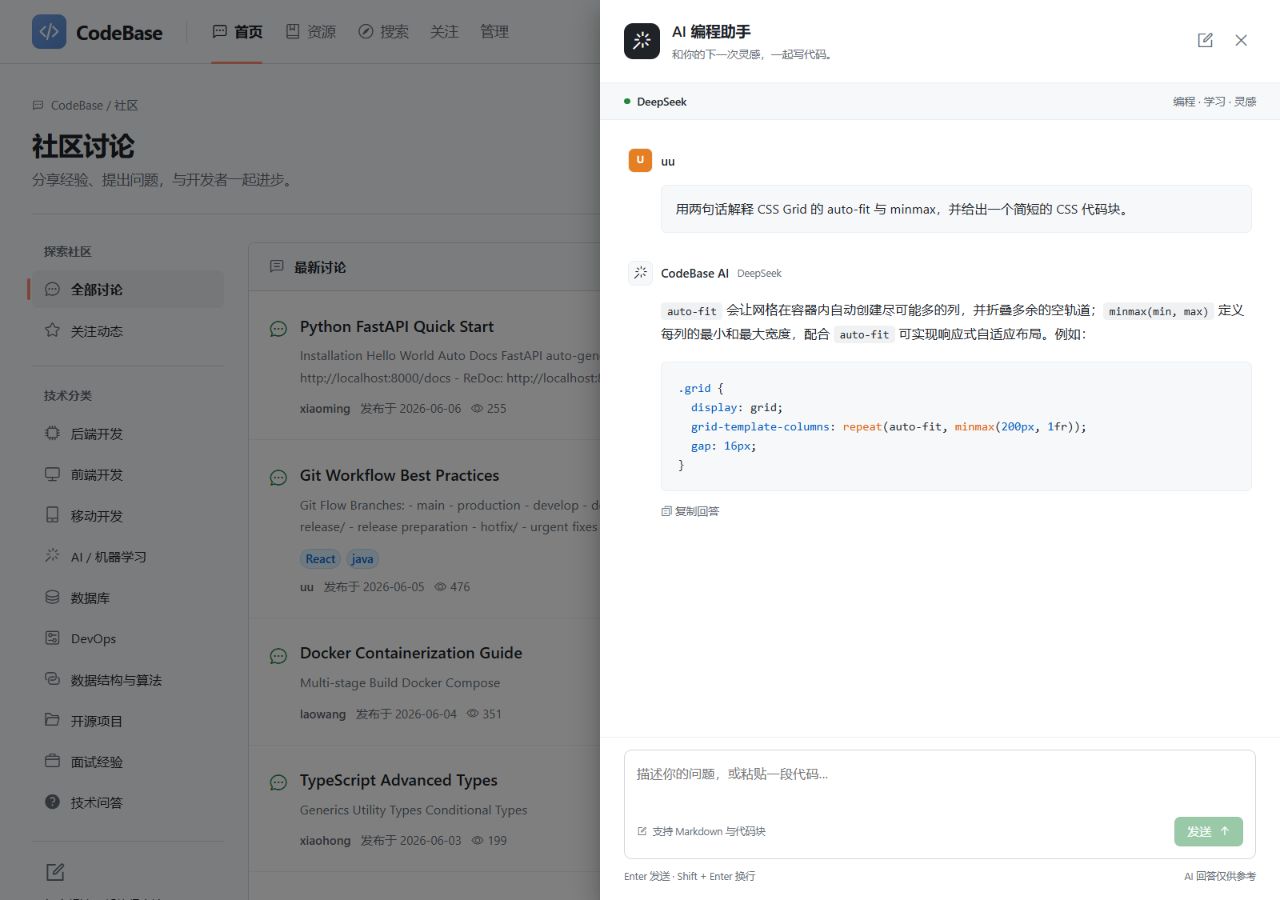 CodeBase
首页
资源
搜索
关注
管理
CodeBase / 社区
社区讨论
分享经验、提出问题，与开发者一起进步。
探索社区
全部讨论
关注动态
技术分类
后端开发
前端开发
移动开发
AI / 机器学习
数据库
DevOps
数据结构与算法
开源项目
面试经验
技术问答
最新讨论
Python FastAPI Quick Start
Installation Hello World Auto Docs FastAPI auto-gen
http://localhost:8000/docs - ReDoc: http://localhost:
xiaoming 发布于 2026-06-06 255
Git Workflow Best Practices
Git Flow Branches: - main - production - develop - d
release/ - release preparation - hotfix/ - urgent fixes
React java
uu 发布于 2026-06-05 476
Docker Containerization Guide
Multi-stage Build Docker Compose
laowang 发布于 2026-06-04 351
TypeScript Advanced Types
Generics Utility Types Conditional Types
xiaohong 发布于 2026-06-03 199
AI 编程助手
和你的下一次灵感，一起写代码。
DeepSeek
编程 · 学习 · 灵感
U uu
用两句话解释 CSS Grid 的 auto-fit 与 minmax，并给出一个简短的 CSS 代码块。
CodeBase AI DeepSeek
auto-fit 会让网格在容器内自动创建尽可能多的列，并折叠多余的空轨道；minmax(min, max) 定义
每列的最小和最大宽度，配合 auto-fit 可实现响应式自适应布局。例如：
.grid {
display: grid;
grid-template-columns: repeat(auto-fit, minmax(200px, 1fr));
gap: 16px;
}
复制回答
描述你的问题，或粘贴一段代码...
支持 Markdown 与代码块
发送 ↑
Enter 发送 · Shift + Enter 换行
AI 回答仅供参考